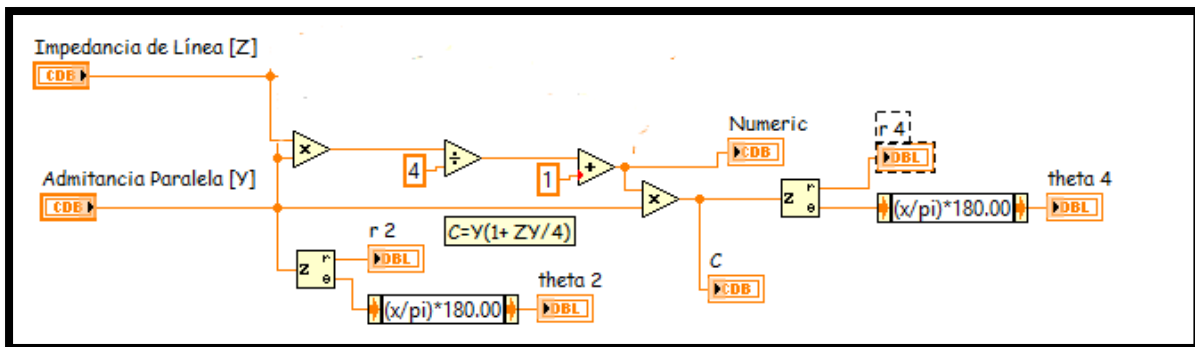 Impedancia de Línea [Z]
CDB
×
÷
4
+
1
Numeric
CDB
r 4
DBL
Admitancia Paralela [Y]
CDB
×
z r θ
(x/pi)*180.00
theta 4
DBL
C=Y(1+ ZY/4)
r 2
DBL
z r θ
(x/pi)*180.00
theta 2
DBL
C
CDB